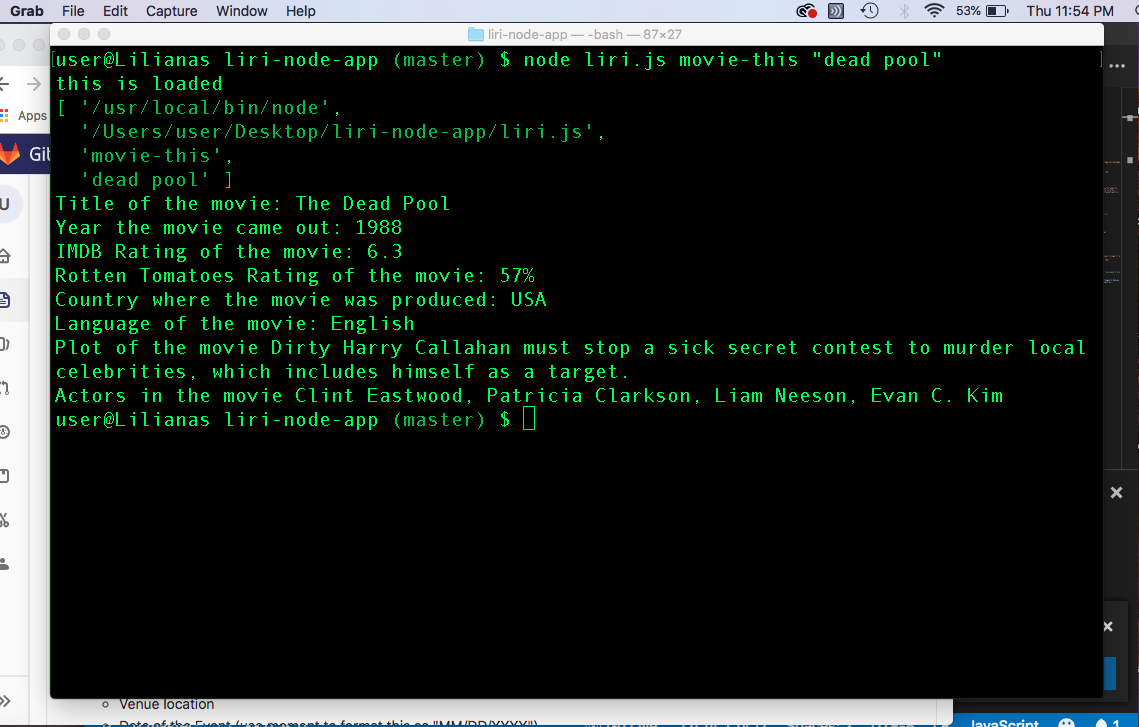 Grab File Edit Capture Window Help 53% Thu 11:54 PM
liri-node-app — -bash — 87×27
user@Lilianas liri-node-app (master) $ node liri.js movie-this "dead pool"
this is loaded
[ '/usr/local/bin/node',
'/Users/user/Desktop/liri-node-app/liri.js',
'movie-this',
'dead pool' ]
Title of the movie: The Dead Pool
Year the movie came out: 1988
IMDB Rating of the movie: 6.3
Rotten Tomatoes Rating of the movie: 57%
Country where the movie was produced: USA
Language of the movie: English
Plot of the movie Dirty Harry Callahan must stop a sick secret contest to murder local
celebrities, which includes himself as a target.
Actors in the movie Clint Eastwood, Patricia Clarkson, Liam Neeson, Evan C. Kim
user@Lilianas liri-node-app (master) $
Apps
Git
U
Venue location
Date of the Event (use moment to format this as "MM/DD/YYYY")
JavaScript 1